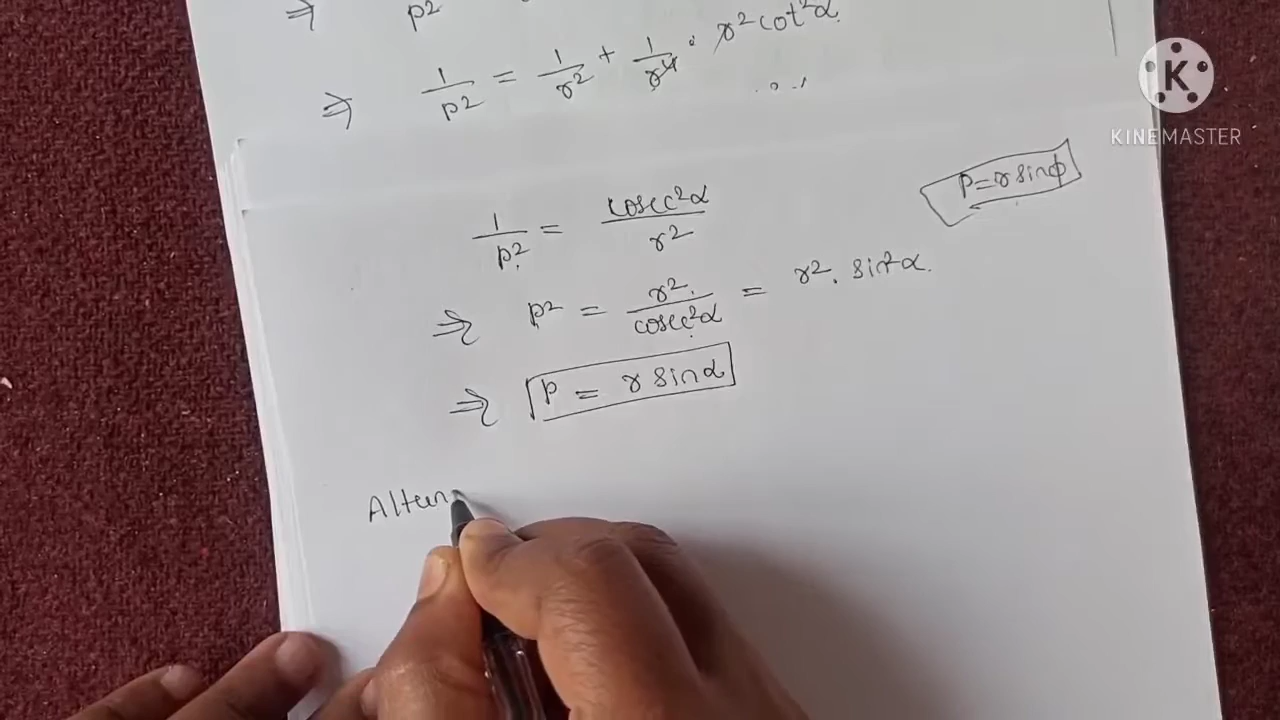 ⇒ p²
⇒ 1/p² = 1/r² + 1/r⁴ · r² cot²α.
K
KINEMASTER
P = r sinϕ
1/p² = cosec²α/r²
⇒ p² = r²/cosec²α = r². sin²α.
⇒ P = r sinα
Altern